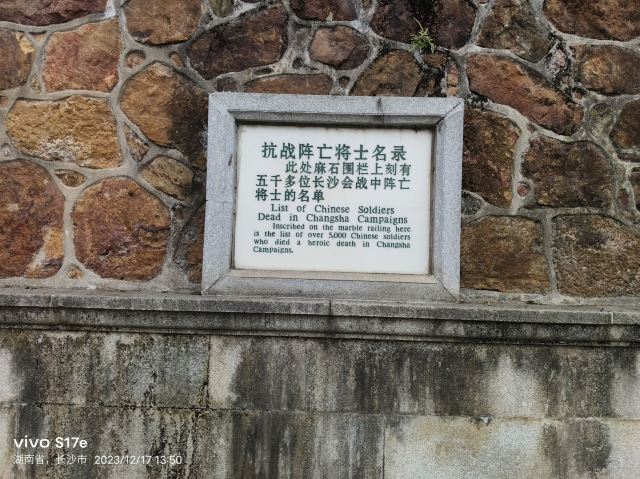 抗战阵亡将士名录
此处麻石围栏上刻有
五千多位长沙会战中阵亡
将士的名单
List of Chinese Soldiers
Dead in Changsha Campaigns
Inscribed on the marble railing here
is the list of over 5,000 Chinese soldiers
who died a heroic death in Changsha
Campaigns.
vivo S17e
湖南省，长沙市 2023/12/17 13:50